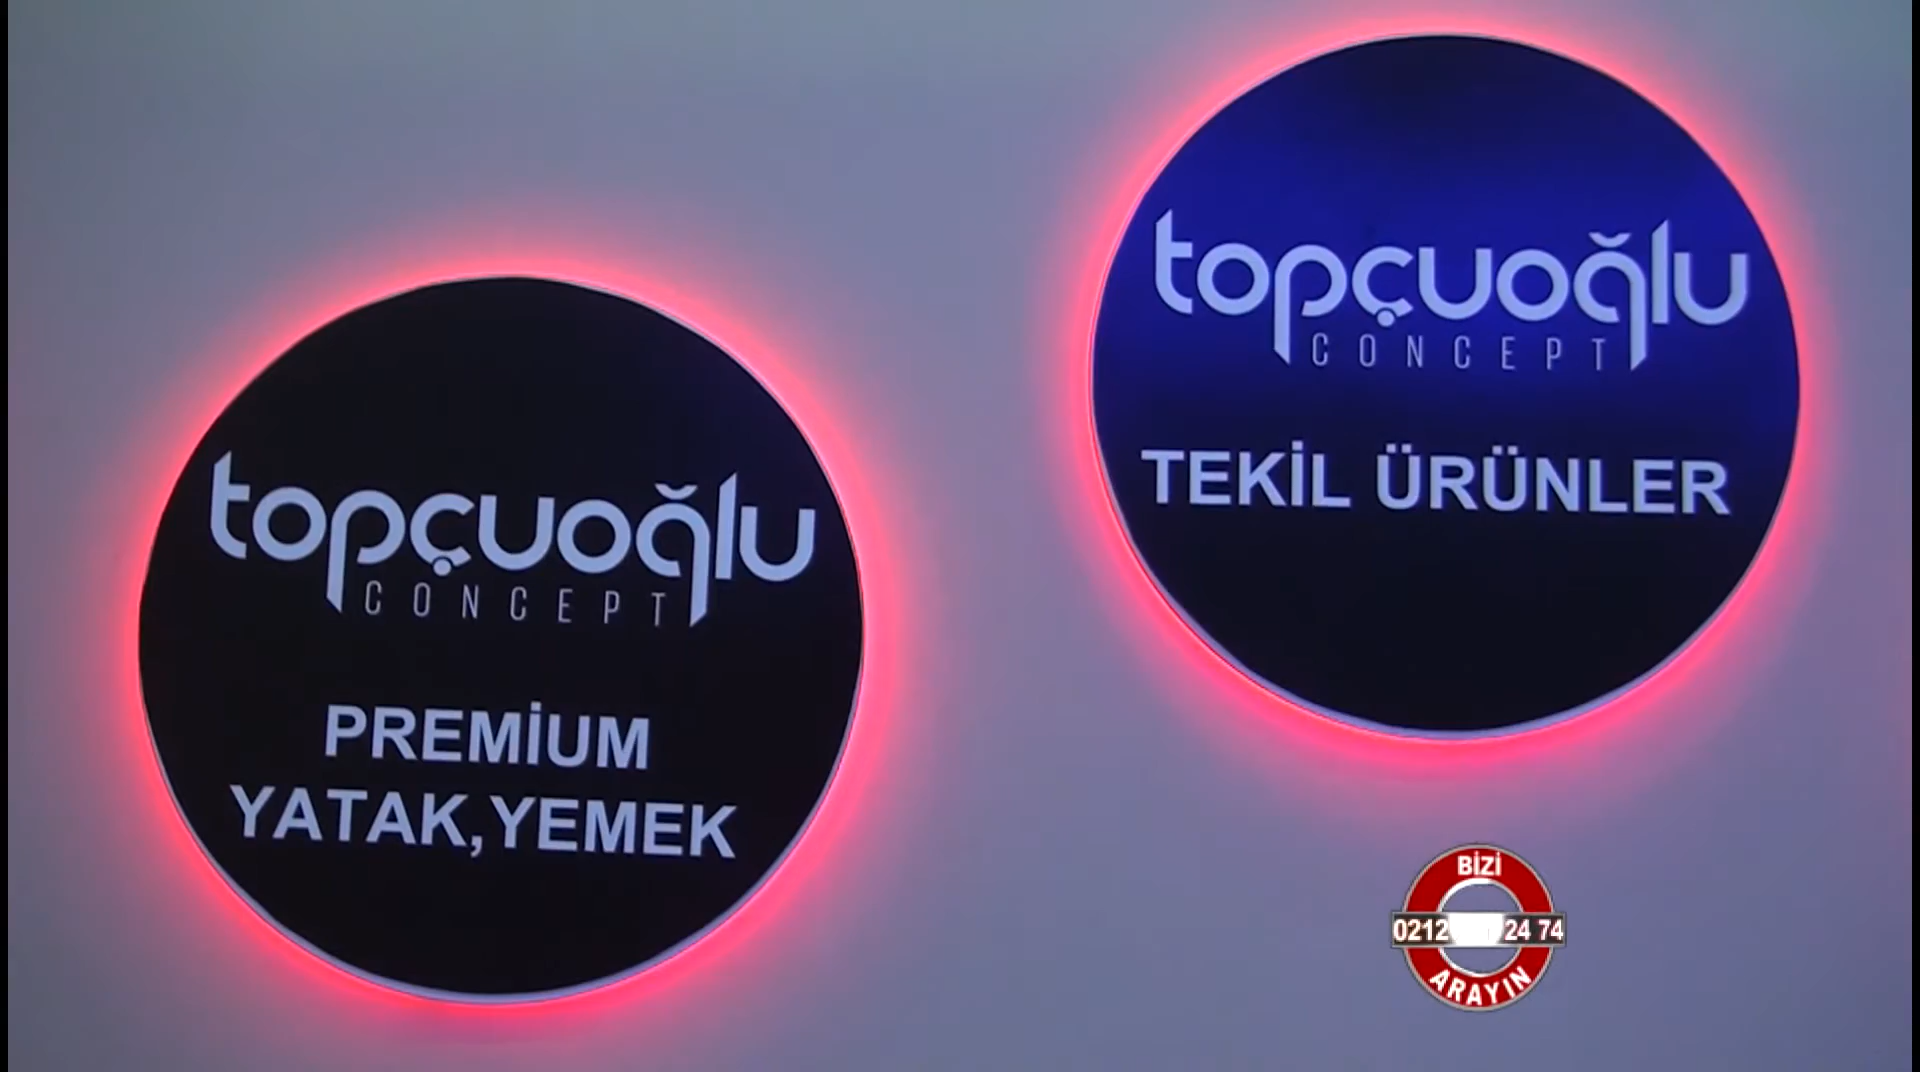 topçuoğlu
CONCEPT
PREMİUM
YATAK,YEMEK
topçuoğlu
CONCEPT
TEKİL ÜRÜNLER
BİZİ
0212 24 74
ARAYIN